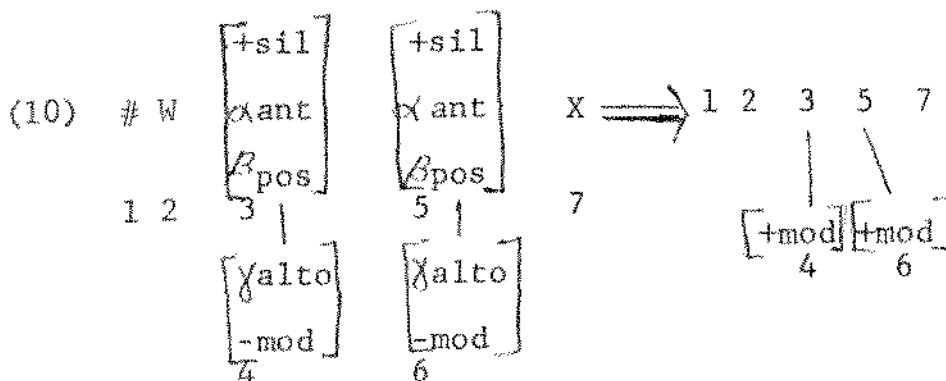 +sil +sil
(10) # W αant αant X ⟹ 1 2 3 5 7
βpos βpos
1 2 3 5 7
[+mod] [+mod]
4 6
γalto γalto
-mod -mod
4 6